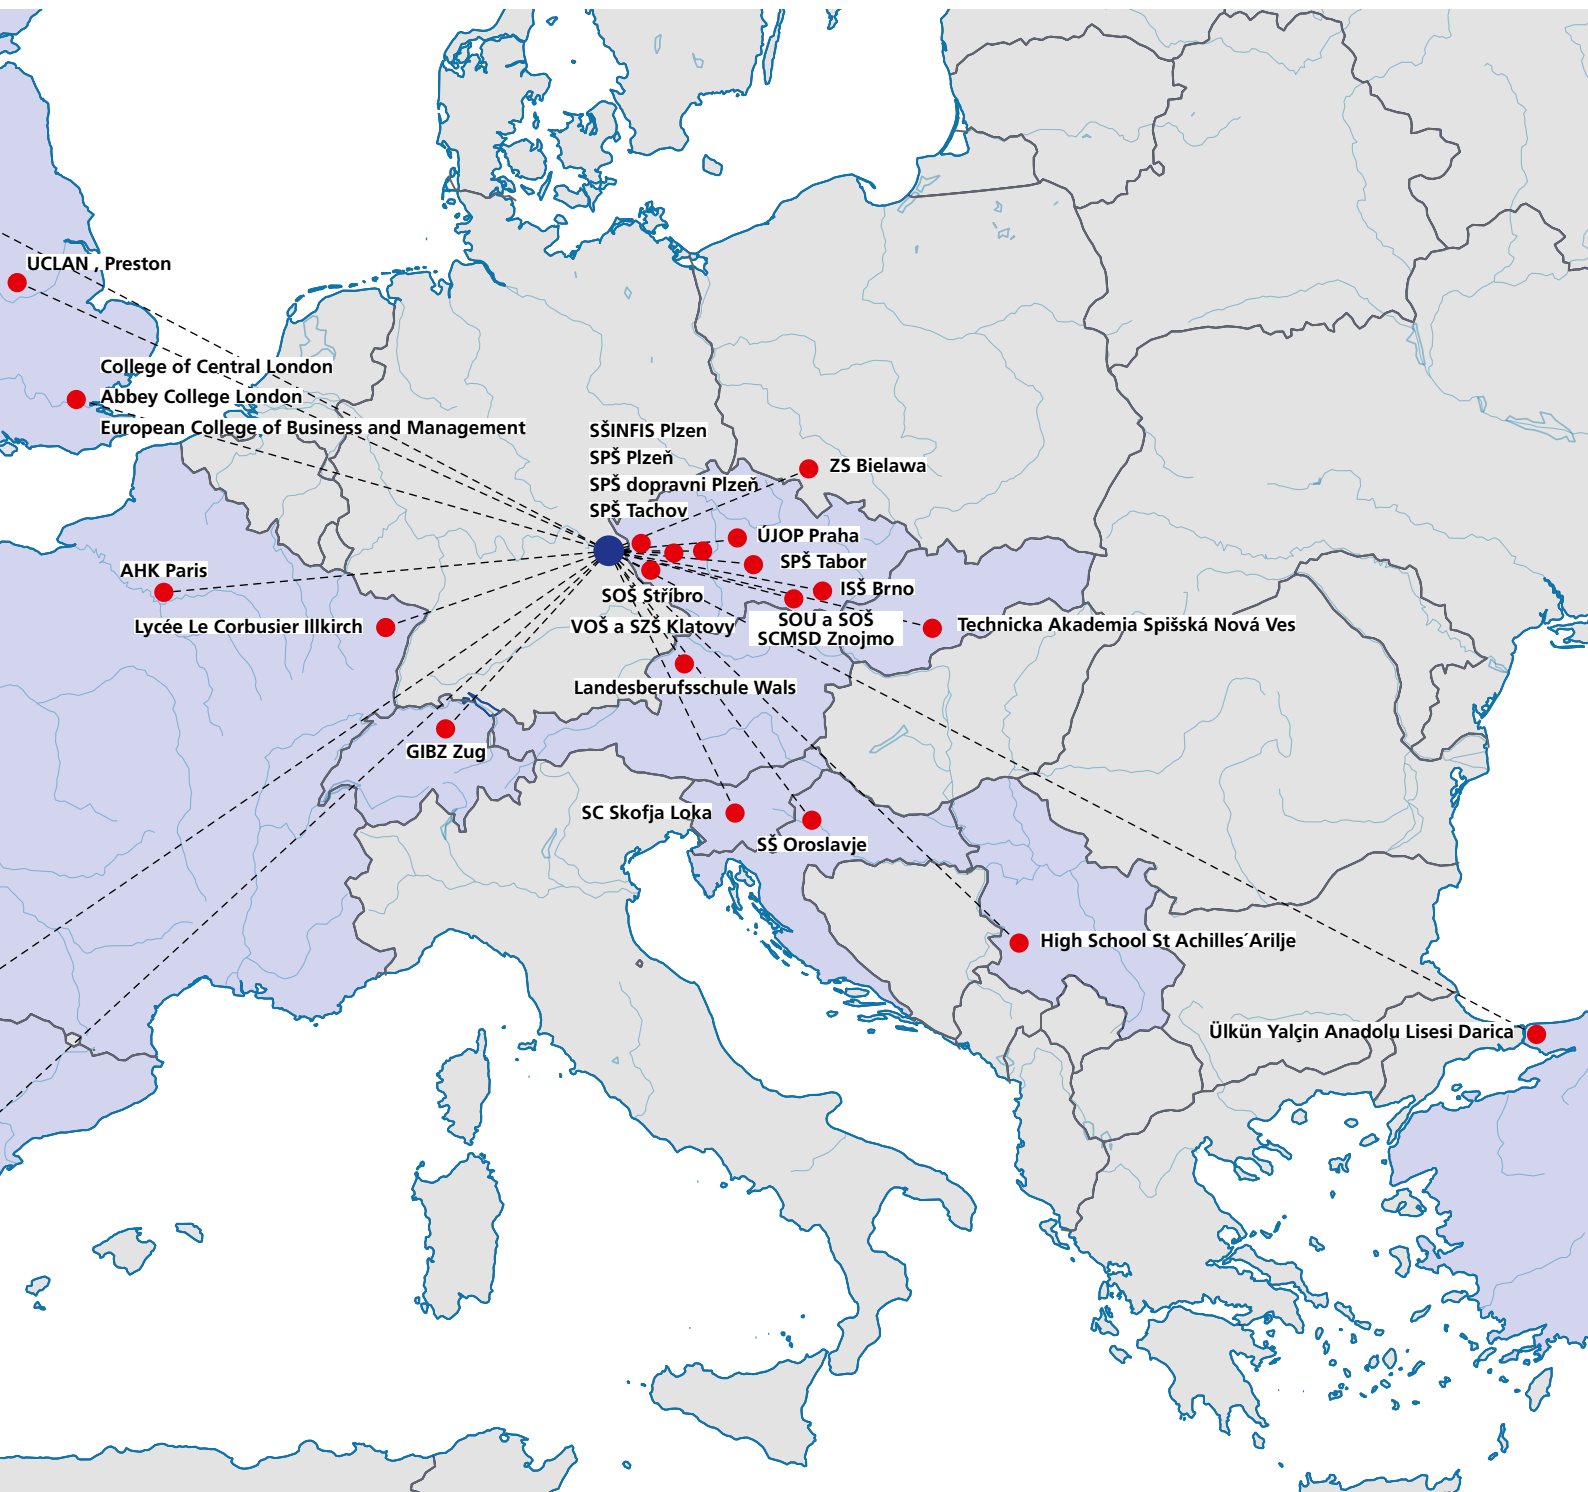 UCLAN , Preston
College of Central London
Abbey College London
European College of Business and Management
SŠINFIS Plzen
SPŠ Plzeň
SPŠ dopravni Plzeň
SPŠ Tachov
ZS Bielawa
ÚJOP Praha
SPŠ Tabor
AHK Paris
ISŠ Brno
SOŠ Stříbro
Lycée Le Corbusier Illkirch
VOŠ a SZŠ Klatovy
SOU a SOŠ
SCMSD Znojmo
Technicka Akademia Spišská Nová Ves
Landesberufsschule Wals
GIBZ Zug
SC Skofja Loka
SŠ Oroslavje
High School St Achilles´Arilje
Ülkün Yalçin Anadolu Lisesi Darica